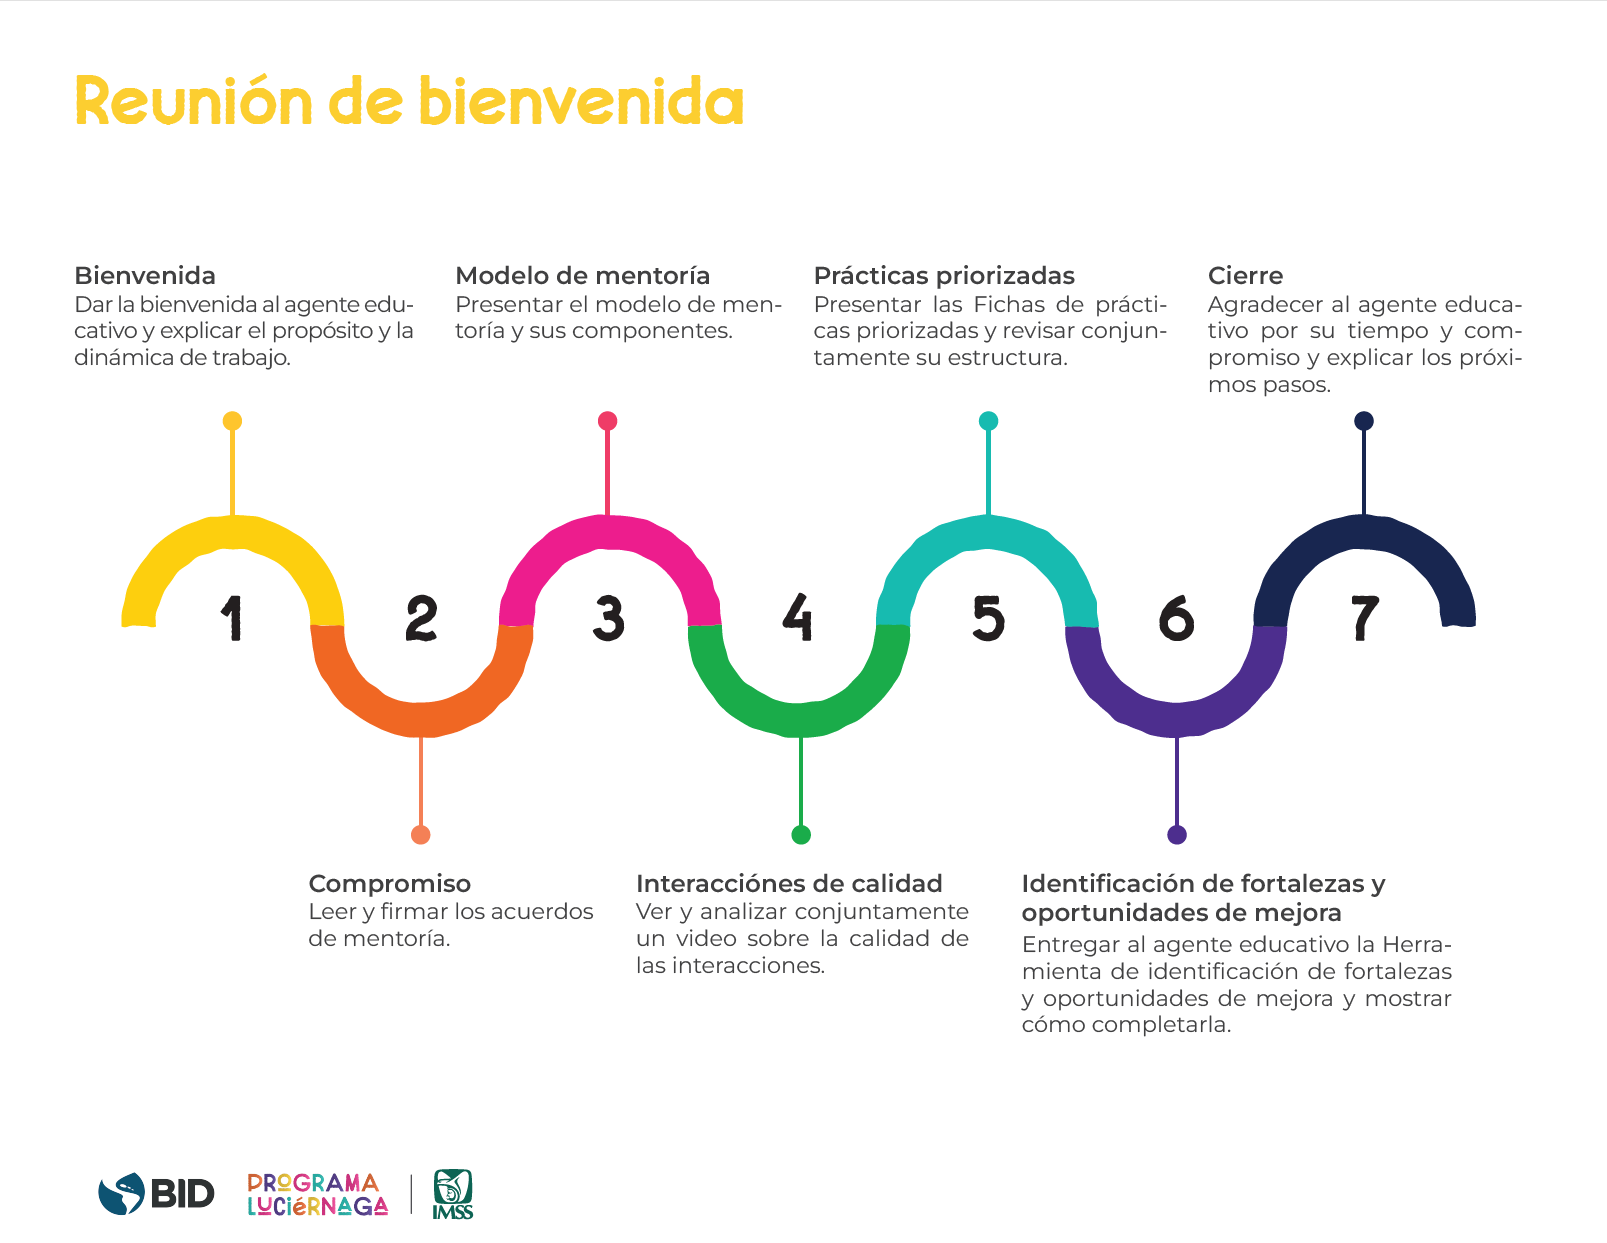 Reunión de bienvenida
Bienvenida
Dar la bienvenida al agente edu-
cativo y explicar el propósito y la
dinámica de trabajo.
Modelo de mentoría
Presentar el modelo de men-
toría y sus componentes.
Prácticas priorizadas
Presentar las Fichas de prácti-
cas priorizadas y revisar conjun-
tamente su estructura.
Cierre
Agradecer al agente educa-
tivo por su tiempo y com-
promiso y explicar los próxi-
mos pasos.
1
2
3
4
5
6
7
Compromiso
Leer y firmar los acuerdos
de mentoría.
Interacciónes de calidad
Ver y analizar conjuntamente
un video sobre la calidad de
las interacciones.
Identificación de fortalezas y
oportunidades de mejora
Entregar al agente educativo la Herra-
mienta de identificación de fortalezas
y oportunidades de mejora y mostrar
cómo completarla.
BID
PROGRAMA
LUCIéRNAGA
IMSS